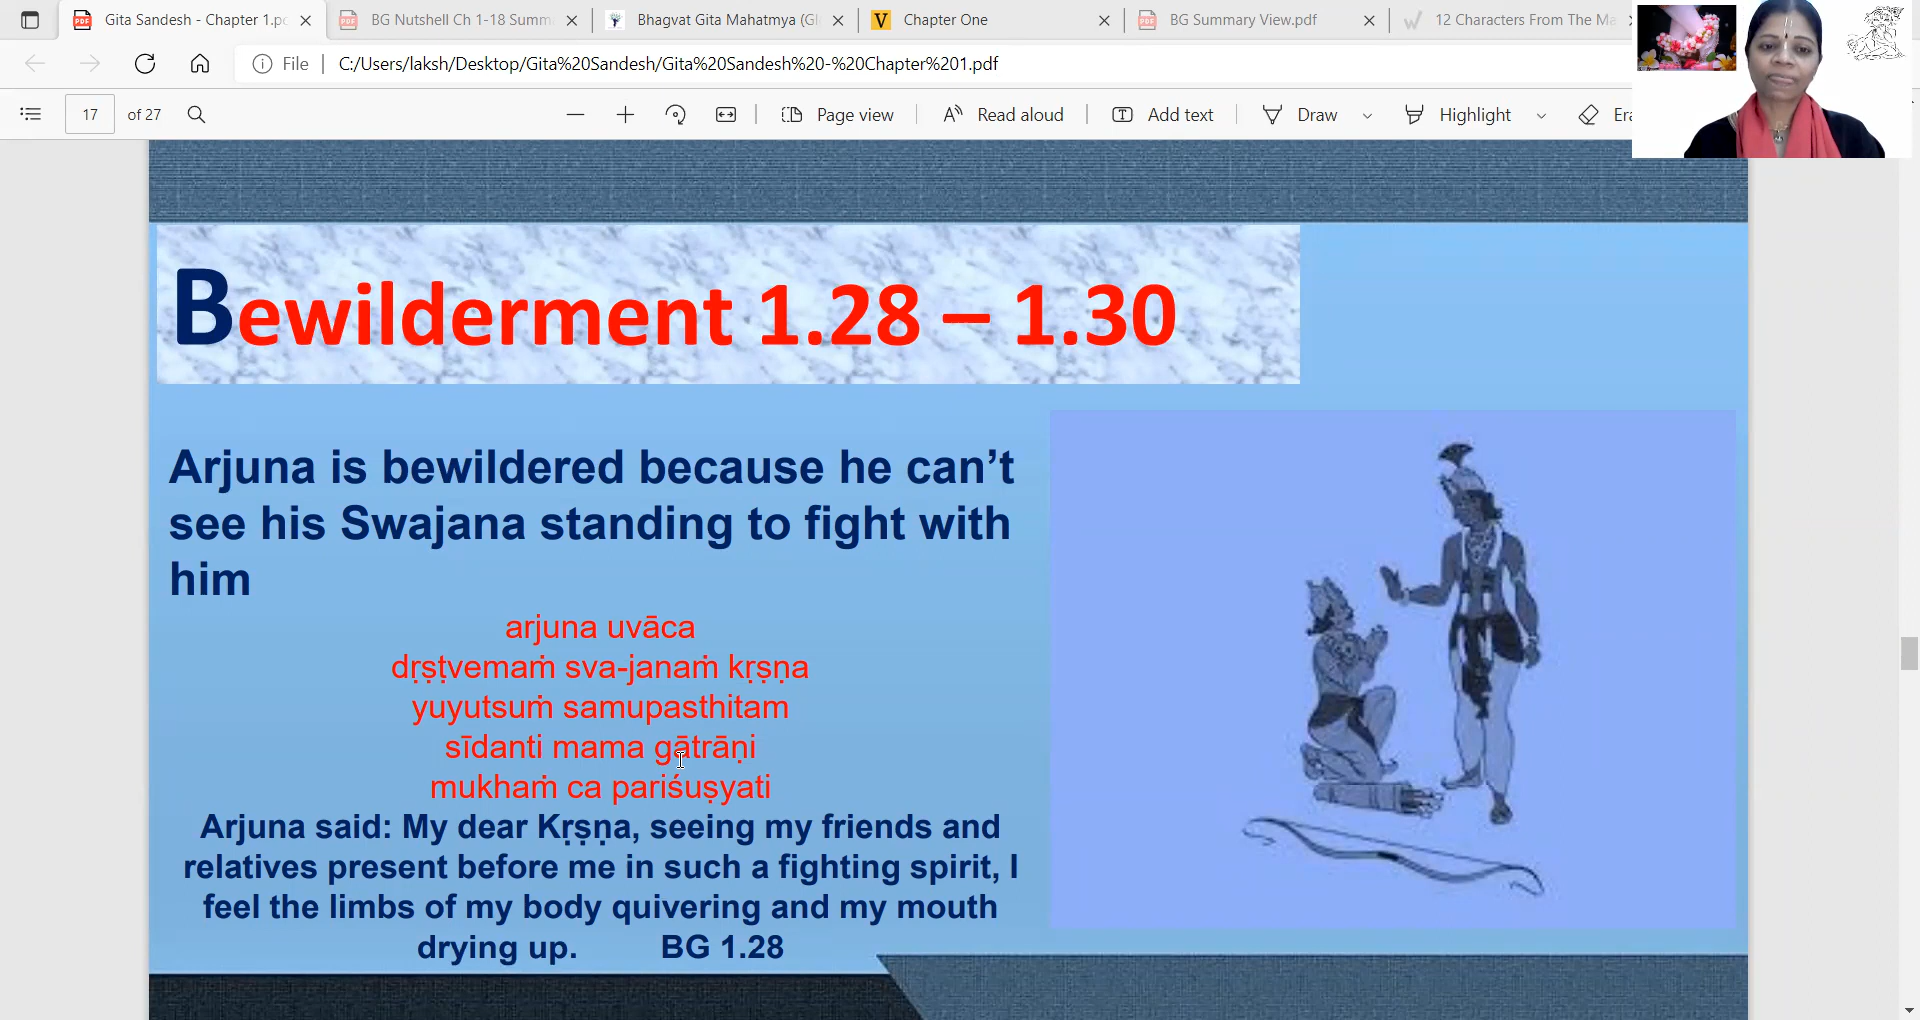 Gita Sandesh - Chapter 1.pd
BG Nutshell Ch 1-18 Summ
Bhagvat Gita Mahatmya (Gl
Chapter One
BG Summary View.pdf
12 Characters From The Ma
File
C:/Users/laksh/Desktop/Gita%20Sandesh/Gita%20Sandesh%20-%20Chapter%201.pdf
17 of 27
Page view
Read aloud
Add text
Draw
Highlight
Era
Bewilderment 1.28 – 1.30
Arjuna is bewildered because he can’t
see his Swajana standing to fight with
him
arjuna uvāca
dṛṣṭvemaṁ sva-janaṁ kṛṣṇa
yuyutsuṁ samupasthitam
sīdanti mama gātrāṇi
mukhaṁ ca pariśuṣyati
Arjuna said: My dear Kṛṣṇa, seeing my friends and
relatives present before me in such a fighting spirit, I
feel the limbs of my body quivering and my mouth
drying up. BG 1.28